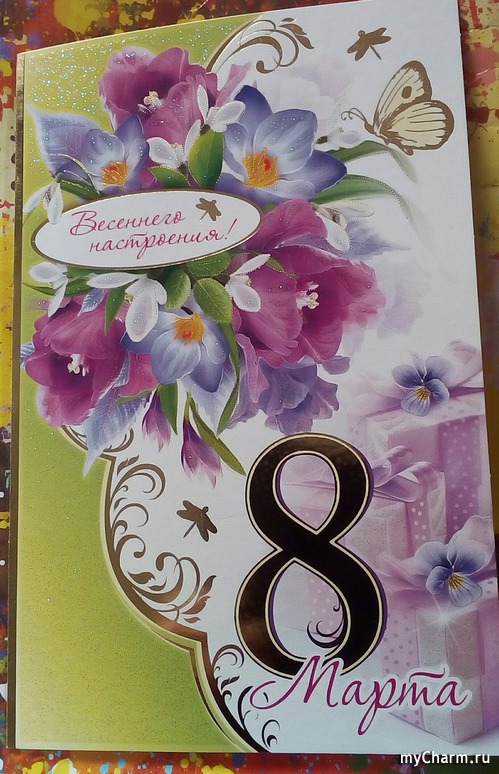 Весеннего
настроения!
8
Марта
myCharm.ru